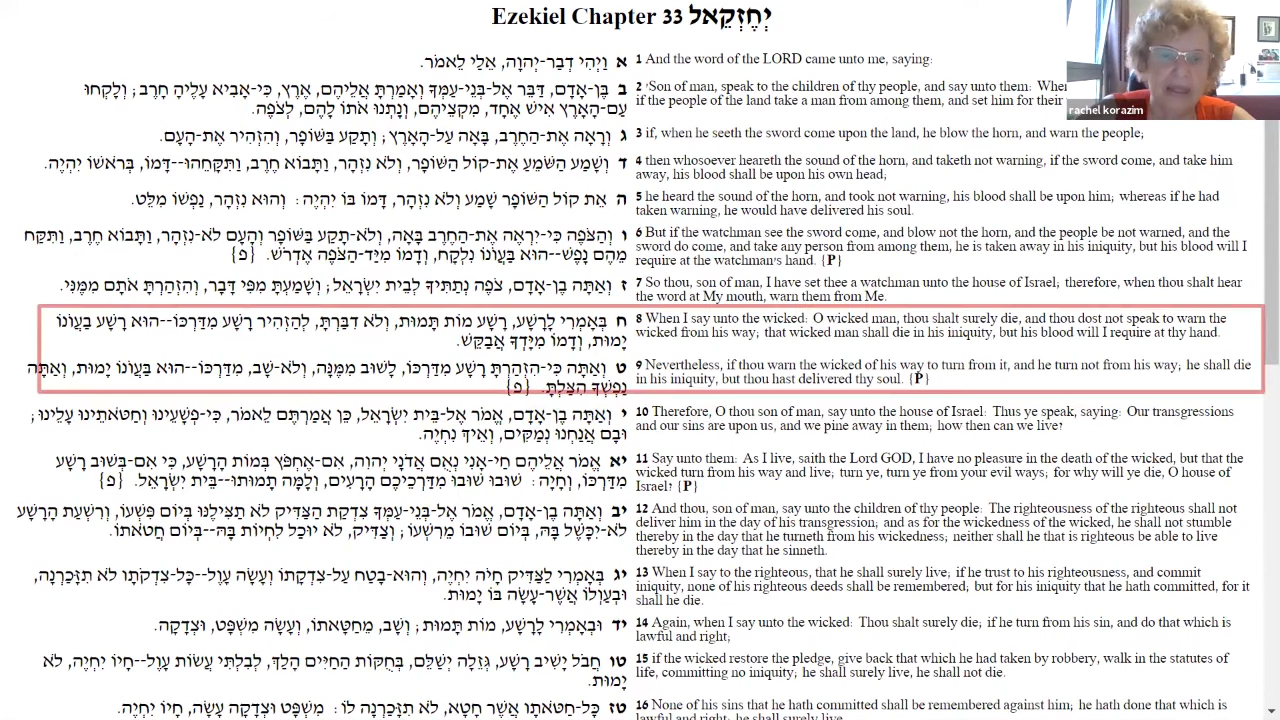 Ezekiel Chapter 33 יְחֶזְקֵאל
א וַיְהִי דְבַר-יְהוָה, אֵלַי לֵאמֹר.
1 And the word of the LORD came unto me, saying:
ב בֶּן-אָדָם, דַּבֵּר אֶל-בְּנֵי-עַמְּךָ וְאָמַרְתָּ אֲלֵיהֶם, אֶרֶץ, כִּי-אָבִיא עָלֶיהָ חָרֶב; וְלָקְחוּ
עַם-הָאָרֶץ אִישׁ אֶחָד, מִקְצֵיהֶם, וְנָתְנוּ אֹתוֹ לָהֶם, לְצֹפֶה.
2 'Son of man, speak to the children of thy people, and say unto them: When
if the people of the land take a man from among them, and set him for their
ג וְרָאָה אֶת-הַחֶרֶב, בָּאָה עַל-הָאָרֶץ; וְתָקַע בַּשּׁוֹפָר, וְהִזְהִיר אֶת-הָעָם.
3 if, when he seeth the sword come upon the land, he blow the horn, and warn the people;
ד וְשָׁמַע הַשֹּׁמֵעַ אֶת-קוֹל הַשּׁוֹפָר, וְלֹא נִזְהָר, וַתָּבוֹא חֶרֶב, וַתִּקָּחֵהוּ--דָּמוֹ, בְּרֹאשׁוֹ יִהְיֶה.
4 then whosoever heareth the sound of the horn, and taketh not warning, if the sword come, and take him
away, his blood shall be upon his own head;
ה אֵת קוֹל הַשּׁוֹפָר שָׁמַע וְלֹא נִזְהָר, דָּמוֹ בּוֹ יִהְיֶה: וְהוּא נִזְהָר, נַפְשׁוֹ מִלֵּט.
5 he heard the sound of the horn, and took not warning, his blood shall be upon him; whereas if he had
taken warning, he would have delivered his soul.
ו וְהַצֹּפֶה כִּי-יִרְאֶה אֶת-הַחֶרֶב בָּאָה, וְלֹא-תָקַע בַּשּׁוֹפָר וְהָעָם לֹא-נִזְהָר, וַתָּבוֹא חֶרֶב, וַתִּקַּח
מֵהֶם נָפֶשׁ--הוּא בַּעֲוֺנוֹ נִלְקָח, וְדָמוֹ מִיַּד-הַצֹּפֶה אֶדְרֹשׁ. {פ}
6 But if the watchman see the sword come, and blow not the horn, and the people be not warned, and the
sword do come, and take any person from among them, he is taken away in his iniquity, but his blood will I
require at the watchman's hand. {P}
ז וְאַתָּה בֶן-אָדָם, צֹפֶה נְתַתִּיךָ לְבֵית יִשְׂרָאֵל; וְשָׁמַעְתָּ מִפִּי דָּבָר, וְהִזְהַרְתָּ אֹתָם מִמֶּנִּי.
7 So thou, son of man, I have set thee a watchman unto the house of Israel; therefore, when thou shalt hear
the word at My mouth, warn them from Me.
ח בְּאָמְרִי לָרָשָׁע, רָשָׁע מוֹת תָּמוּת, וְלֹא דִבַּרְתָּ, לְהַזְהִיר רָשָׁע מִדַּרְכּוֹ--הוּא רָשָׁע בַּעֲוֺנוֹ
יָמוּת, וְדָמוֹ מִיָּדְךָ אֲבַקֵּשׁ.
8 When I say unto the wicked: O wicked man, thou shalt surely die, and thou dost not speak to warn the
wicked from his way; that wicked man shall die in his iniquity, but his blood will I require at thy hand.
ט וְאַתָּה כִּי-הִזְהַרְתָּ רָשָׁע מִדַּרְכּוֹ, לָשׁוּב מִמֶּנָּה, וְלֹא-שָׁב, מִדַּרְכּוֹ--הוּא בַּעֲוֺנוֹ יָמוּת, וְאַתָּה
נַפְשְׁךָ הִצַּלְתָּ. {פ}
9 Nevertheless, if thou warn the wicked of his way to turn from it, and he turn not from his way; he shall die
in his iniquity, but thou hast delivered thy soul. {P}
י וְאַתָּה בֶן-אָדָם, אֱמֹר אֶל-בֵּית יִשְׂרָאֵל, כֵּן אֲמַרְתֶּם לֵאמֹר, כִּי-פְשָׁעֵינוּ וְחַטֹּאתֵינוּ עָלֵינוּ;
וּבָם אֲנַחְנוּ נְמַקִּים, וְאֵיךְ נִחְיֶה.
10 Therefore, O thou son of man, say unto the house of Israel: Thus ye speak, saying: Our transgressions
and our sins are upon us, and we pine away in them; how then can we live?
יא אֱמֹר אֲלֵיהֶם חַי-אָנִי נְאֻם אֲדֹנָי יְהוִה, אִם-אֶחְפֹּץ בְּמוֹת הָרָשָׁע, כִּי אִם-בְּשׁוּב רָשָׁע
מִדַּרְכּוֹ, וְחָיָה: שׁוּבוּ שׁוּבוּ מִדַּרְכֵיכֶם הָרָעִים, וְלָמָּה תָמוּתוּ--בֵּית יִשְׂרָאֵל. {פ}
11 Say unto them: As I live, saith the Lord GOD, I have no pleasure in the death of the wicked, but that the
wicked turn from his way and live; turn ye, turn ye from your evil ways; for why will ye die, O house of
Israel? {P}
יב וְאַתָּה בֶן-אָדָם, אֱמֹר אֶל-בְּנֵי-עַמְּךָ צִדְקַת הַצַּדִּיק לֹא תַצִּילֶנּוּ בְּיוֹם פִּשְׁעוֹ, וְרִשְׁעַת הָרָשָׁע
לֹא-יִכָּשֶׁל בָּהּ, בְּיוֹם שׁוּבוֹ מֵרִשְׁעוֹ; וְצַדִּיק, לֹא יוּכַל לִחְיוֹת בָּהּ--בְּיוֹם חֲטֹאתוֹ.
12 And thou, son of man, say unto the children of thy people: The righteousness of the righteous shall not
deliver him in the day of his transgression; and as for the wickedness of the wicked, he shall not stumble
thereby in the day that he turneth from his wickedness; neither shall he that is righteous be able to live
thereby in the day that he sinneth.
יג בְּאָמְרִי לַצַּדִּיק חָיֹה יִחְיֶה, וְהוּא-בָטַח עַל-צִדְקָתוֹ וְעָשָׂה עָוֶל--כָּל-צִדְקֹתָו לֹא תִזָּכַרְנָה,
וּבְעַוְלוֹ אֲשֶׁר-עָשָׂה בּוֹ יָמוּת.
13 When I say to the righteous, that he shall surely live; if he trust to his righteousness, and commit
iniquity, none of his righteous deeds shall be remembered; but for his iniquity that he hath committed, for it
shall he die.
יד וּבְאָמְרִי לָרָשָׁע, מוֹת תָּמוּת; וְשָׁב, מֵחַטָּאתוֹ, וְעָשָׂה מִשְׁפָּט, וּצְדָקָה.
14 Again, when I say unto the wicked: Thou shalt surely die; if he turn from his sin, and do that which is
lawful and right;
טו חֲבֹל יָשִׁיב רָשָׁע, גְּזֵלָה יְשַׁלֵּם, בְּחֻקּוֹת הַחַיִּים הָלַךְ, לְבִלְתִּי עֲשׂוֹת עָוֶל--חָיוֹ יִחְיֶה, לֹא
יָמוּת.
15 if the wicked restore the pledge, give back that which he had taken by robbery, walk in the statutes of
life, committing no iniquity; he shall surely live, he shall not die.
טז כָּל-חַטֹּאתָו אֲשֶׁר חָטָא, לֹא תִזָּכַרְנָה לוֹ: מִשְׁפָּט וּצְדָקָה עָשָׂה, חָיוֹ יִחְיֶה.
16 None of his sins that he hath committed shall be remembered against him; he hath done that which is
lawful and right; he shall surely live.
rachel korazim